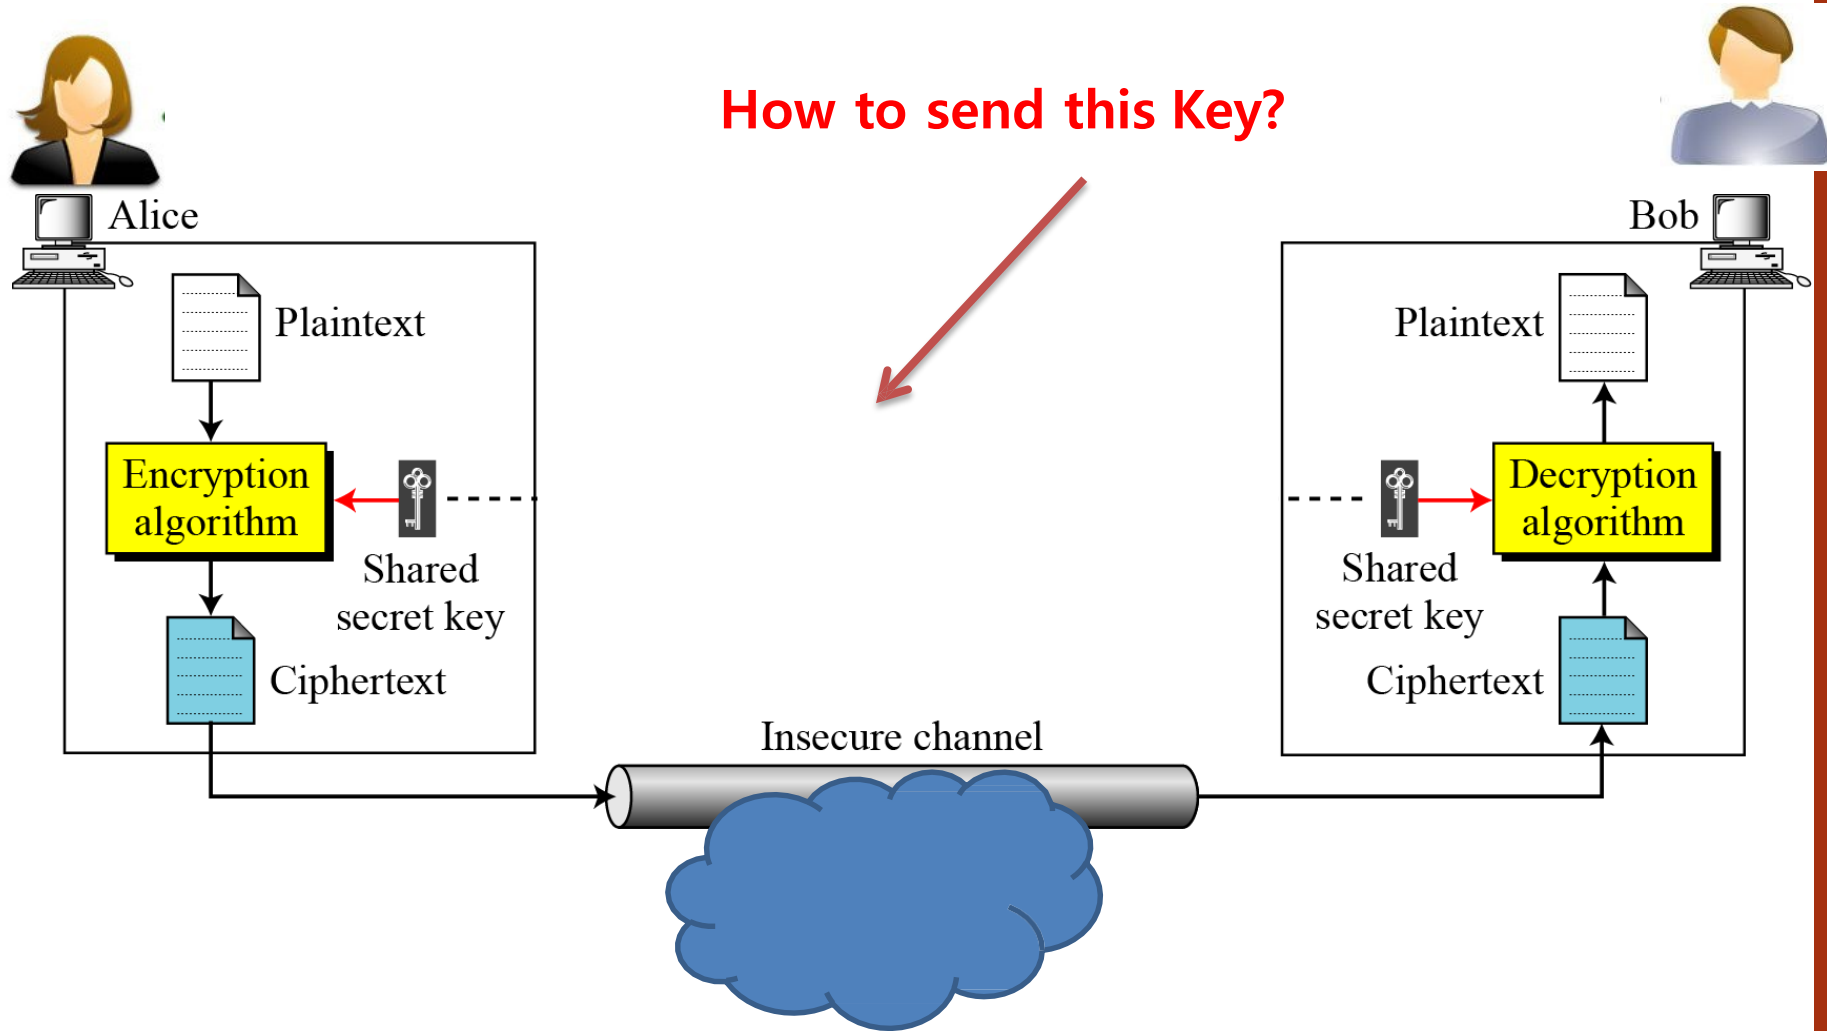 How to send this Key?
Alice
Bob
Plaintext
Plaintext
Encryption
algorithm
Decryption
algorithm
Shared
secret key
Shared
secret key
Ciphertext
Ciphertext
Insecure channel